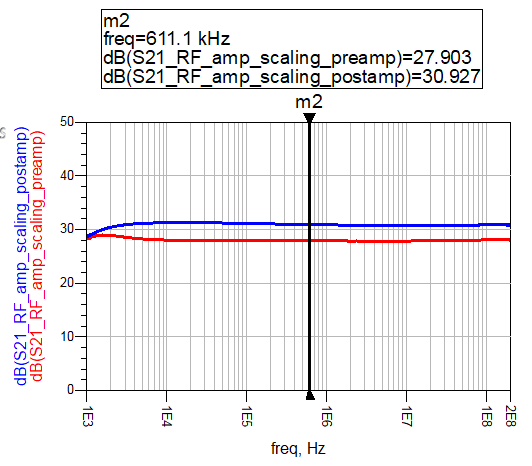 m2
freq=611.1 kHz
dB(S21_RF_amp_scaling_preamp)=27.903
dB(S21_RF_amp_scaling_postamp)=30.927
m2
s
dB(S21_RF_amp_scaling_postamp)
dB(S21_RF_amp_scaling_preamp)
50
40
30
20
10
0
1E3
1E4
1E5
1E6
1E7
1E8
2E8
freq, Hz